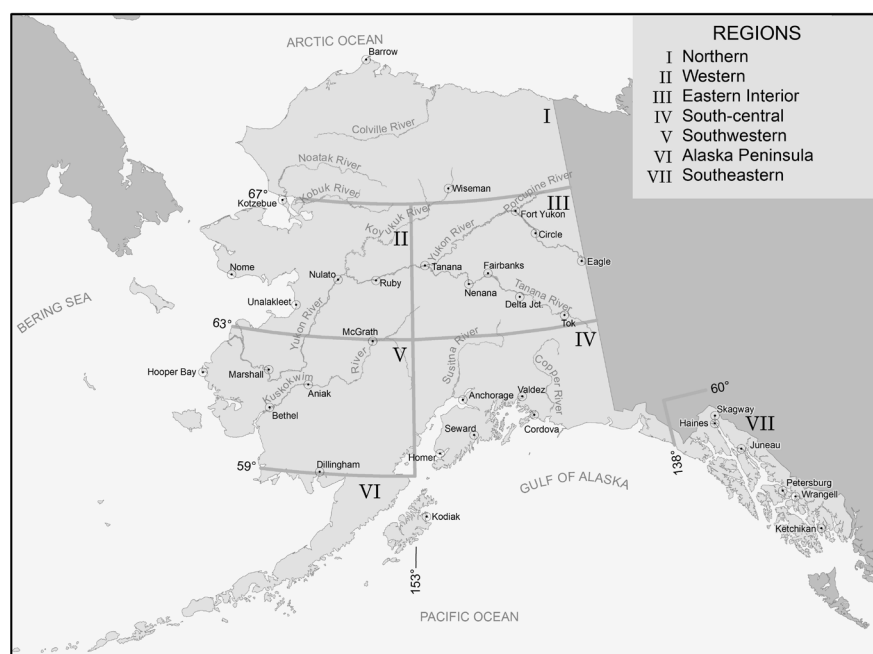 REGIONS
I Northern
II Western
III Eastern Interior
IV South-central
V Southwestern
VI Alaska Peninsula
VII Southeastern
ARCTIC OCEAN
Barrow
I
Colville River
Noatak River
67°
Kobuk River
Kotzebue
Wiseman
Porcupine River
III
Fort Yukon
Koyukuk River
II
Circle
Yukon River
Eagle
Nome
Nulato
Ruby
Tanana
Fairbanks
Nenana
Tanana River
Delta Jct.
BERING SEA
Unalakleet
Yukon River
63°
McGrath
Tok
IV
V
Susitna River
Copper River
Hooper Bay
Marshall
Kuskokwim River
Aniak
Bethel
Anchorage
Valdez
Cordova
Seward
Homer
60°
Skagway
Haines
VII
Juneau
138°
59°
Dillingham
VI
GULF OF ALASKA
Petersburg
Wrangell
Ketchikan
Kodiak
153°
PACIFIC OCEAN